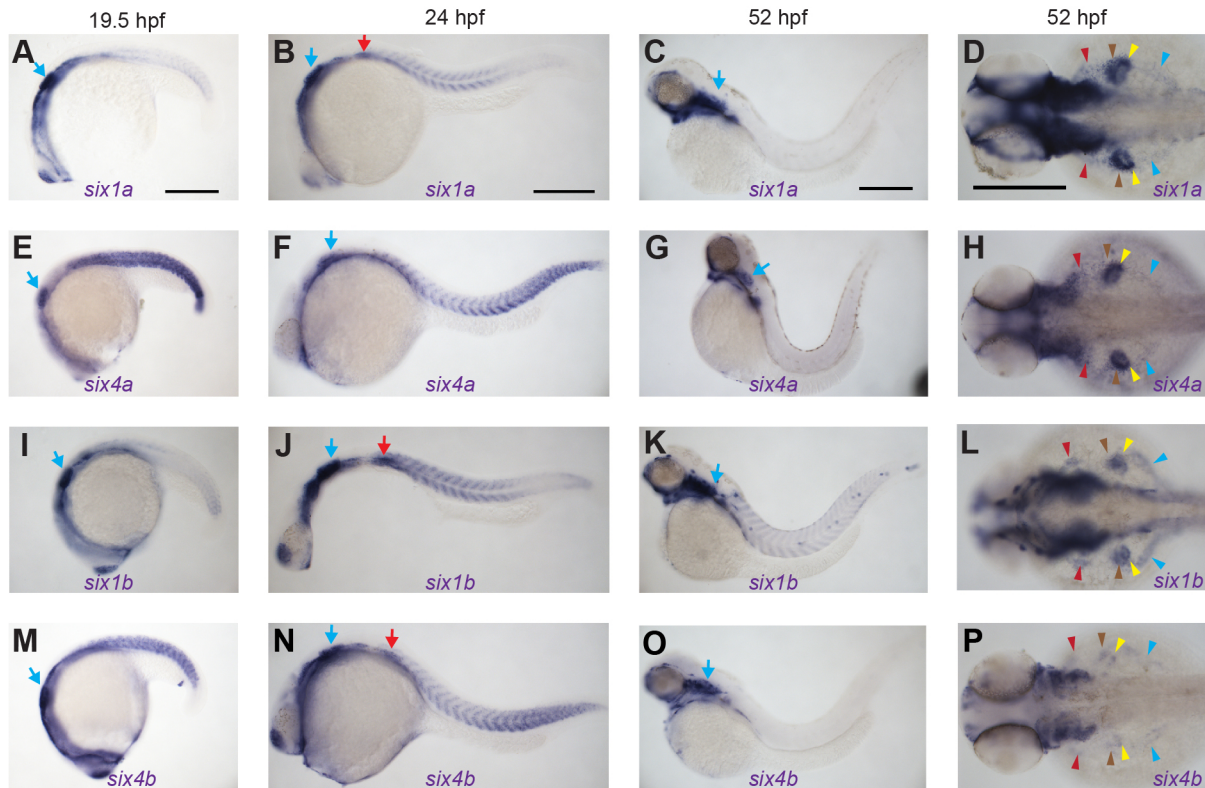 19.5 hpf 24 hpf 52 hpf 52 hpf
A B C D
six1a six1a six1a six1a
E F G H
six4a six4a six4a six4a
I J K L
six1b six1b six1b six1b
M N O P
six4b six4b six4b six4b